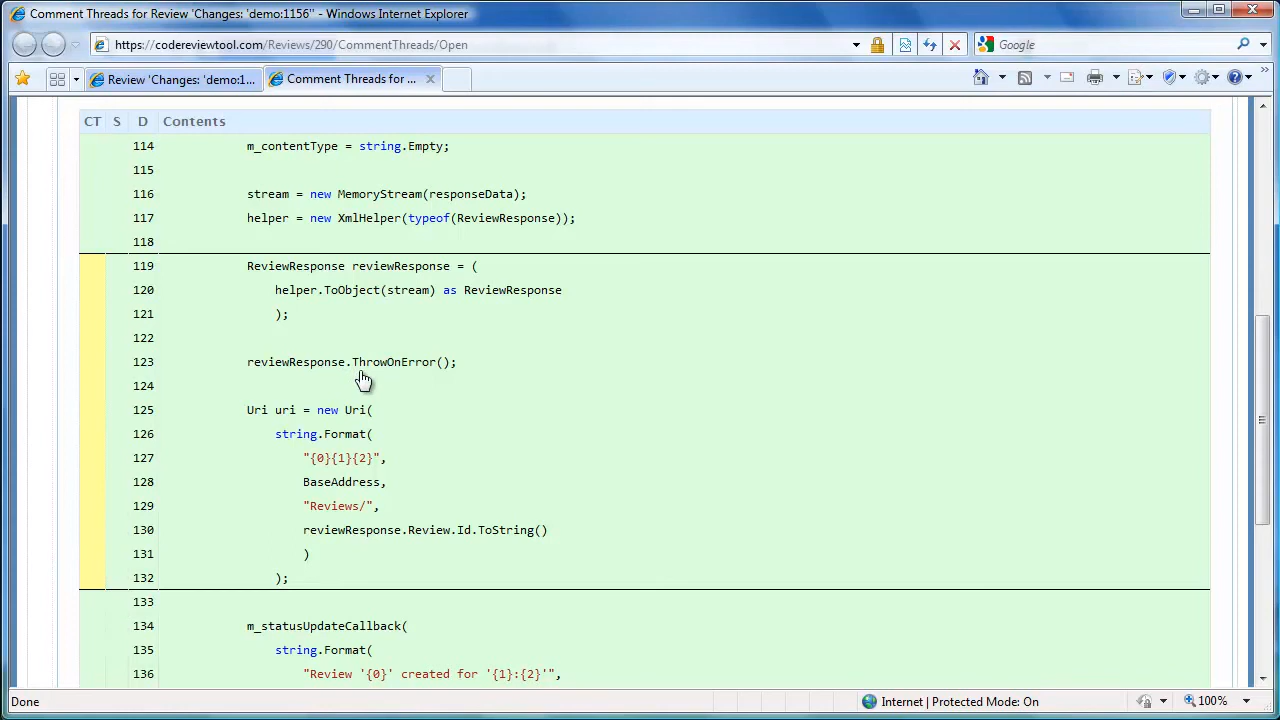 Comment Threads for Review 'Changes: 'demo:1156'' - Windows Internet Explorer
https://codereviewtool.com/Reviews/290/CommentThreads/Open
Google
Review 'Changes: 'demo:1...
Comment Threads for ...
CT S D Contents
114 m_contentType = string.Empty;
115
116 stream = new MemoryStream(responseData);
117 helper = new XmlHelper(typeof(ReviewResponse));
118
119 ReviewResponse reviewResponse = (
120 helper.ToObject(stream) as ReviewResponse
121 );
122
123 reviewResponse.ThrowOnError();
124
125 Uri uri = new Uri(
126 string.Format(
127 "{0}{1}{2}",
128 BaseAddress,
129 "Reviews/",
130 reviewResponse.Review.Id.ToString()
131 )
132 );
133
134 m_statusUpdateCallback(
135 string.Format(
136 "Review '{0}' created for '{1}:{2}'",
Done
Internet | Protected Mode: On
100%